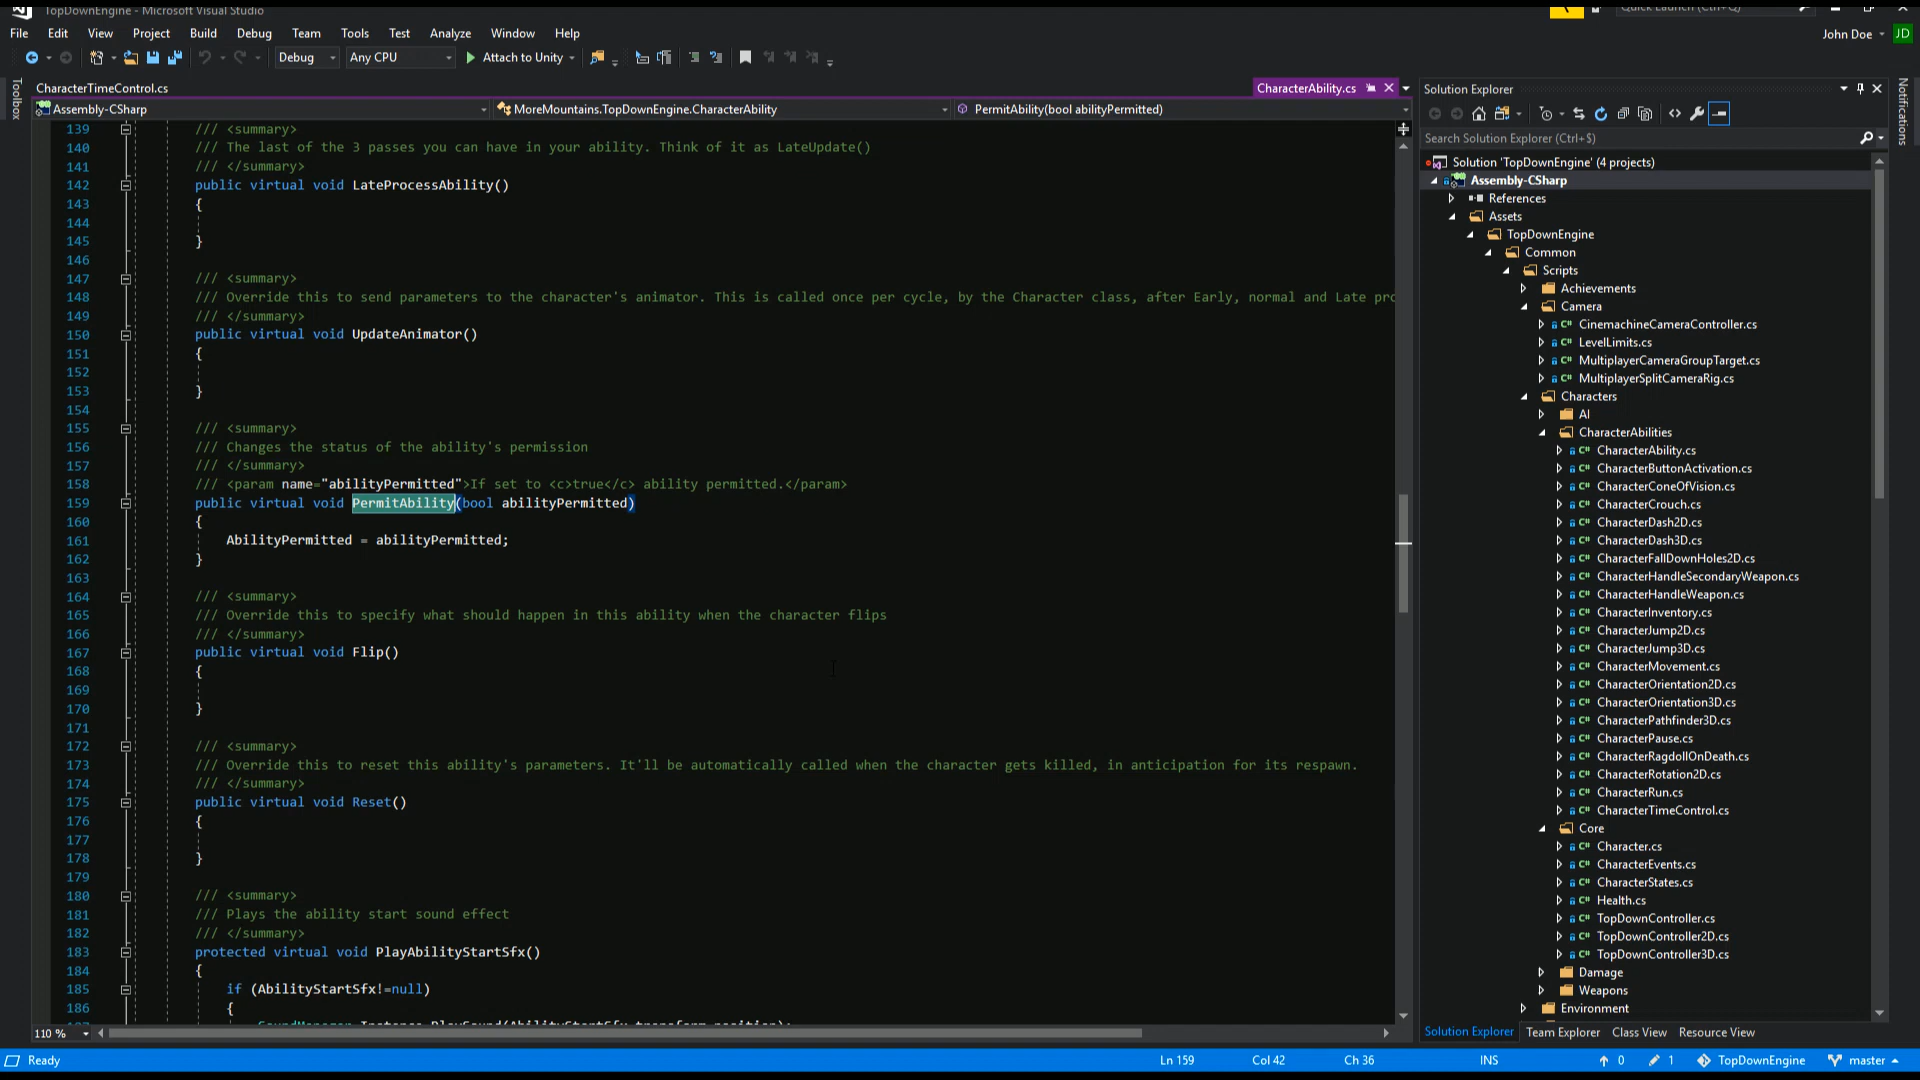 TopDownEngine - Microsoft Visual Studio
Quick Launch (Ctrl+Q)
File Edit View Project Build Debug Team Tools Test Analyze Window Help
John Doe JD
Debug Any CPU Attach to Unity
Toolbox
CharacterTimeControl.cs
CharacterAbility.cs
Assembly-CSharp
MoreMountains.TopDownEngine.CharacterAbility
PermitAbility(bool abilityPermitted)
139 /// <summary>
140 /// The last of the 3 passes you can have in your ability. Think of it as LateUpdate()
141 /// </summary>
142 public virtual void LateProcessAbility()
143 {
144
145 }
146
147 /// <summary>
148 /// Override this to send parameters to the character's animator. This is called once per cycle, by the Character class, after Early, normal and Late pro
149 /// </summary>
150 public virtual void UpdateAnimator()
151 {
152
153 }
154
155 /// <summary>
156 /// Changes the status of the ability's permission
157 /// </summary>
158 /// <param name="abilityPermitted">If set to <c>true</c> ability permitted.</param>
159 public virtual void PermitAbility(bool abilityPermitted)
160 {
161 AbilityPermitted = abilityPermitted;
162 }
163
164 /// <summary>
165 /// Override this to specify what should happen in this ability when the character flips
166 /// </summary>
167 public virtual void Flip()
168 {
169
170 }
171
172 /// <summary>
173 /// Override this to reset this ability's parameters. It'll be automatically called when the character gets killed, in anticipation for its respawn.
174 /// </summary>
175 public virtual void Reset()
176 {
177
178 }
179
180 /// <summary>
181 /// Plays the ability start sound effect
182 /// </summary>
183 protected virtual void PlayAbilityStartSfx()
184 {
185 if (AbilityStartSfx!=null)
186 {
SoundManager.Instance.PlaySound(AbilityStartSfx,transform.position);
110 %
Solution Explorer
Search Solution Explorer (Ctrl+$)
Solution 'TopDownEngine' (4 projects)
Assembly-CSharp
References
Assets
TopDownEngine
Common
Scripts
Achievements
Camera
CinemachineCameraController.cs
LevelLimits.cs
MultiplayerCameraGroupTarget.cs
MultiplayerSplitCameraRig.cs
Characters
AI
CharacterAbilities
CharacterAbility.cs
CharacterButtonActivation.cs
CharacterConeOfVision.cs
CharacterCrouch.cs
CharacterDash2D.cs
CharacterDash3D.cs
CharacterFallDownHoles2D.cs
CharacterHandleSecondaryWeapon.cs
CharacterHandleWeapon.cs
CharacterInventory.cs
CharacterJump2D.cs
CharacterJump3D.cs
CharacterMovement.cs
CharacterOrientation2D.cs
CharacterOrientation3D.cs
CharacterPathfinder3D.cs
CharacterPause.cs
CharacterRagdollOnDeath.cs
CharacterRotation2D.cs
CharacterRun.cs
CharacterTimeControl.cs
Core
Character.cs
CharacterEvents.cs
CharacterStates.cs
Health.cs
TopDownController.cs
TopDownController2D.cs
TopDownController3D.cs
Damage
Weapons
Environment
Solution Explorer Team Explorer Class View Resource View
Notifications
Ready Ln 159 Col 42 Ch 36 INS 0 1 TopDownEngine master